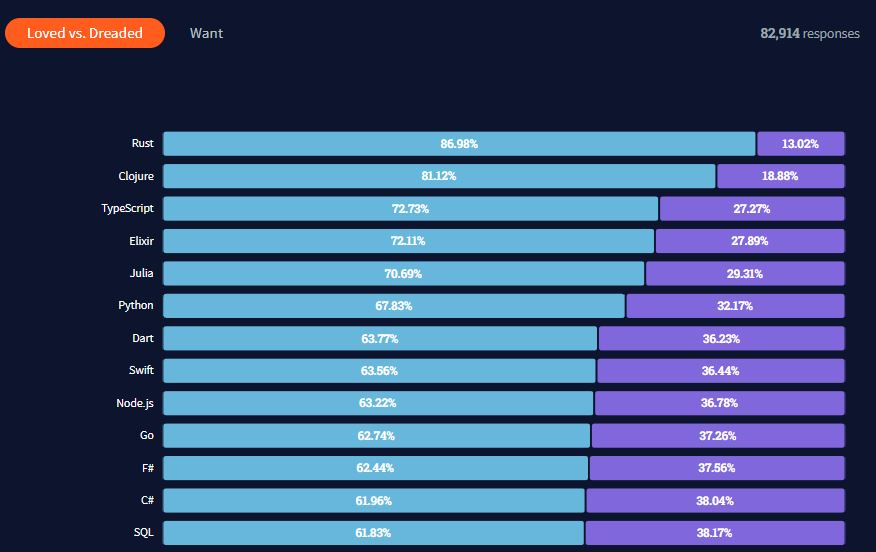 Loved vs. Dreaded Want 82,914 responses
Rust 86.98% 13.02%
Clojure 81.12% 18.88%
TypeScript 72.73% 27.27%
Elixir 72.11% 27.89%
Julia 70.69% 29.31%
Python 67.83% 32.17%
Dart 63.77% 36.23%
Swift 63.56% 36.44%
Node.js 63.22% 36.78%
Go 62.74% 37.26%
F# 62.44% 37.56%
C# 61.96% 38.04%
SQL 61.83% 38.17%